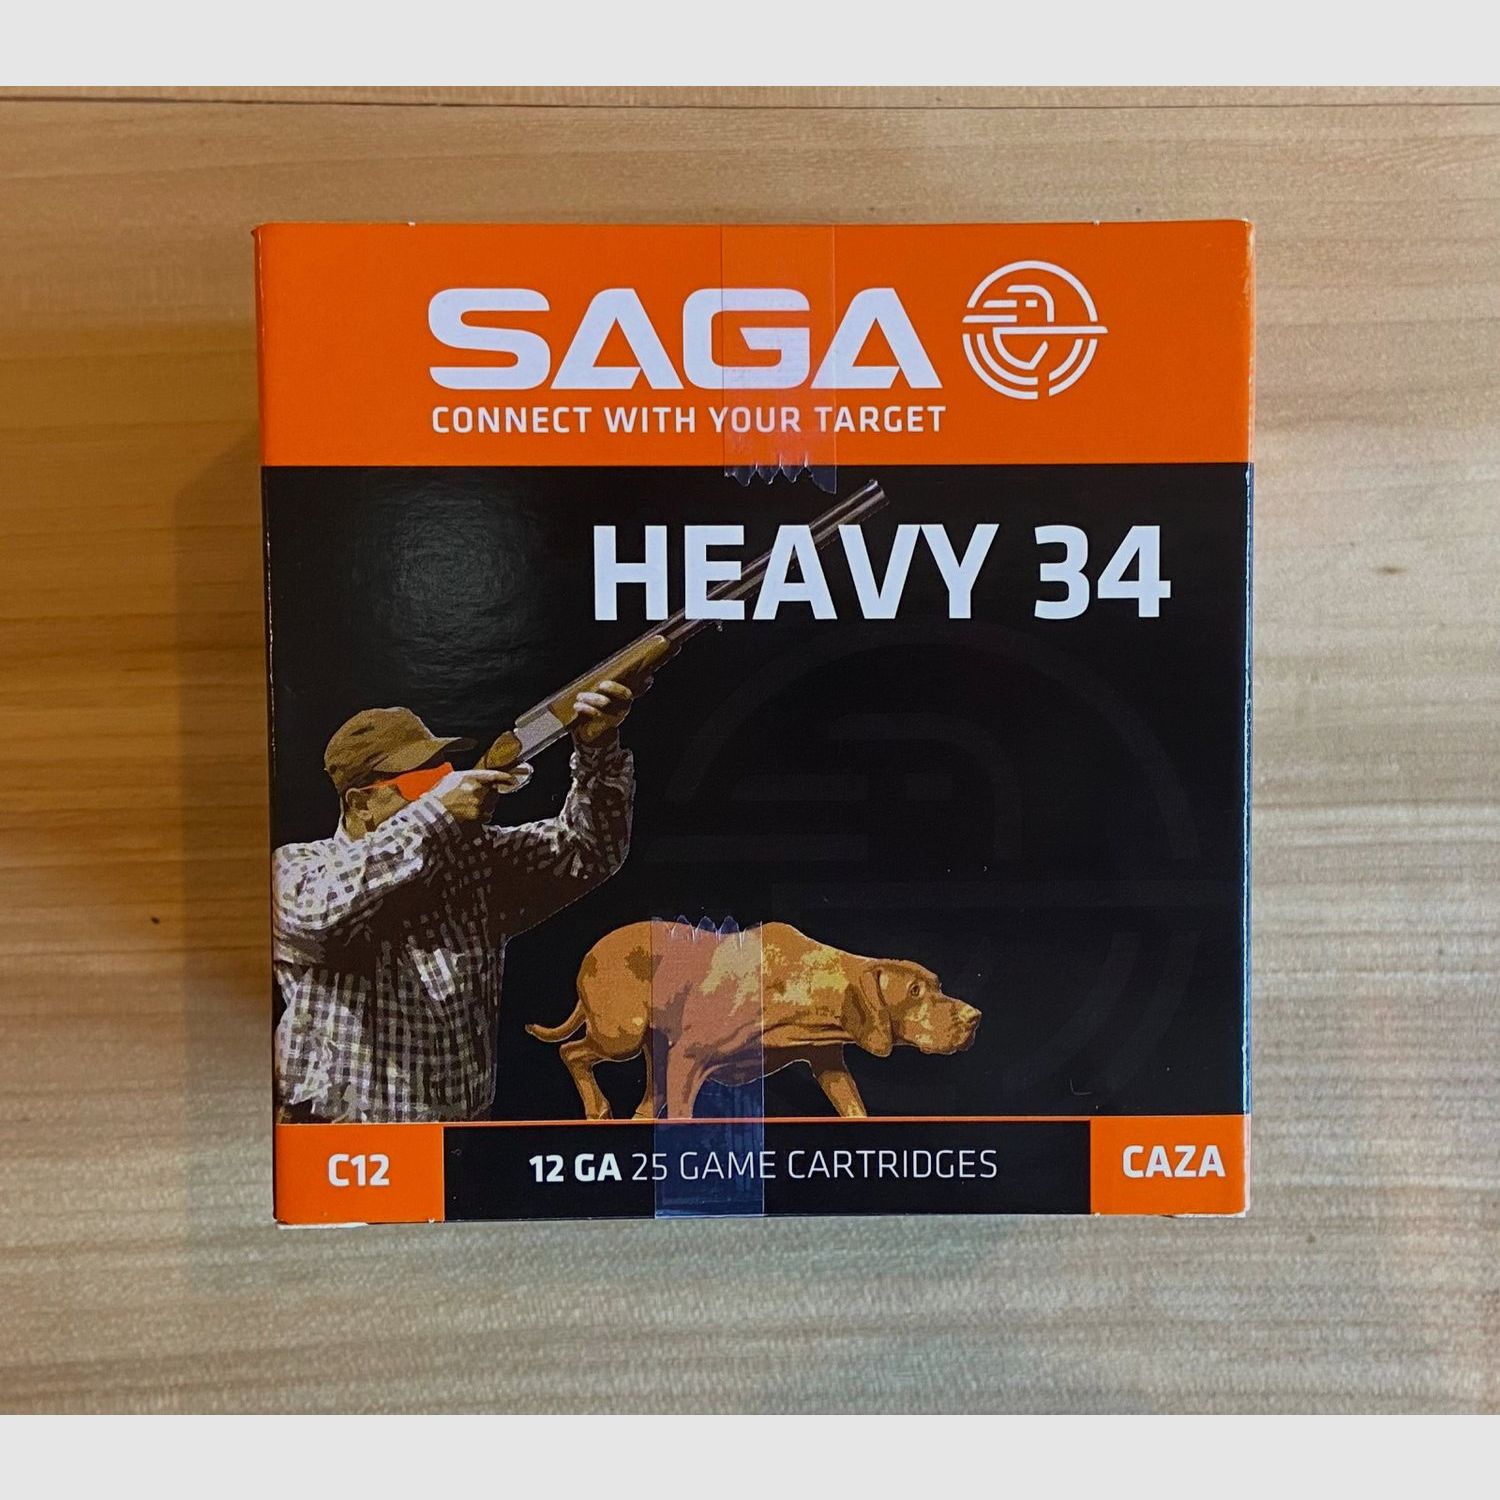 SAGA
CONNECT WITH YOUR TARGET
HEAVY 34
C12
12 GA 25 GAME CARTRIDGES
CAZA